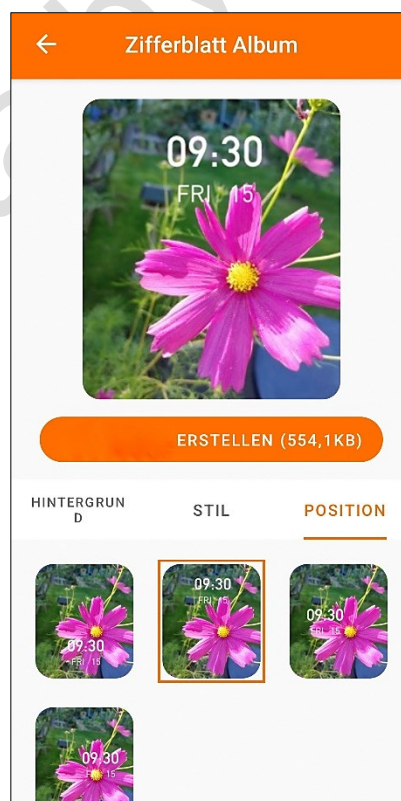 Zifferblatt Album
09:30
FRI 15
ERSTELLEN (554,1KB)
HINTERGRUN
D
STIL
POSITION
09:30
FRI 15
09:30
FRI 15
09:30
FRI 15
09:30
15